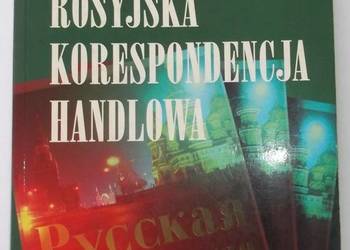 ROSYJSKA
KORESPONDENCJA
HANDLOWA
Русская